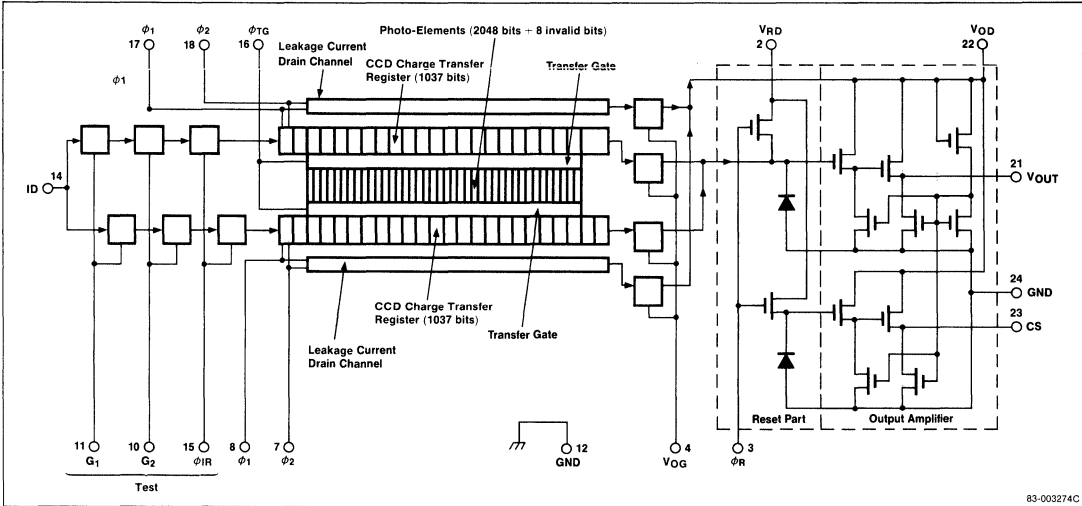 ϕ1
17
ϕ2
18
ϕTG
16
Photo-Elements (2048 bits + 8 invalid bits)
Leakage Current
Drain Channel
CCD Charge Transfer
Register (1037 bits)
Transfer Gate
VRD
2
VOD
22
ϕ1
14
ID
21
VOUT
24
GND
23
CS
CCD Charge Transfer
Register (1037 bits)
Transfer Gate
Leakage Current
Drain Channel
Reset Part
Output Amplifier
11
G1
10
G2
15
ϕIR
8
ϕ1
7
ϕ2
12
GND
4
VOG
3
ϕR
Test
83-003274C